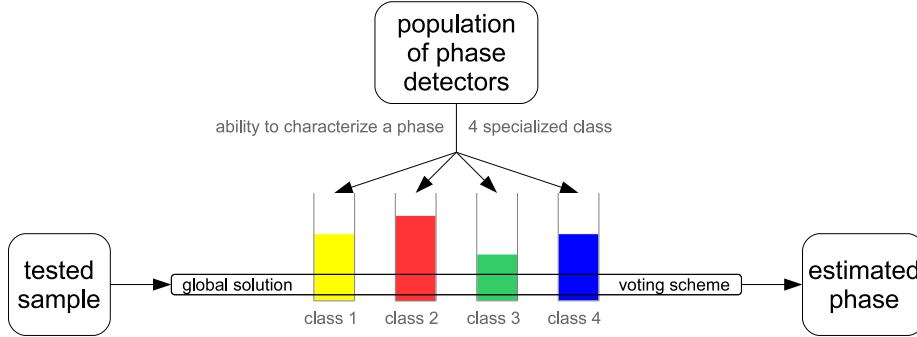 population
of phase
detectors
ability to characterize a phase
4 specialized class
tested
sample
global solution
voting scheme
estimated
phase
class 1
class 2
class 3
class 4